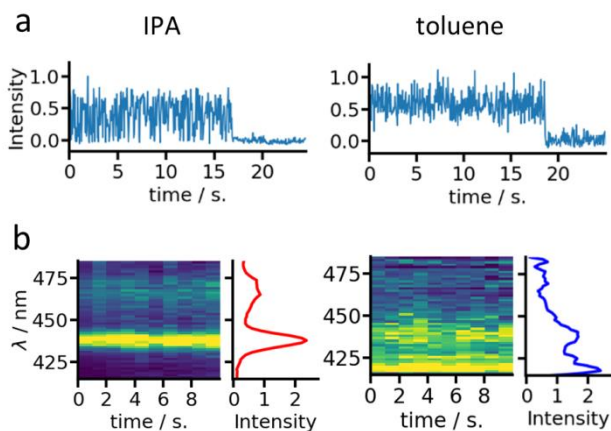 a
IPA
toluene
Intensity
1.0
0.5
0.0
0 5 10 15 20
time / s.
1.0
0.5
0.0
0 5 10 15 20
time / s.
b
λ / nm
475
450
425
0 2 4 6 8
time / s.
0 1 2
Intensity
475
450
425
0 2 4 6 8
time / s.
0 1 2
Intensity